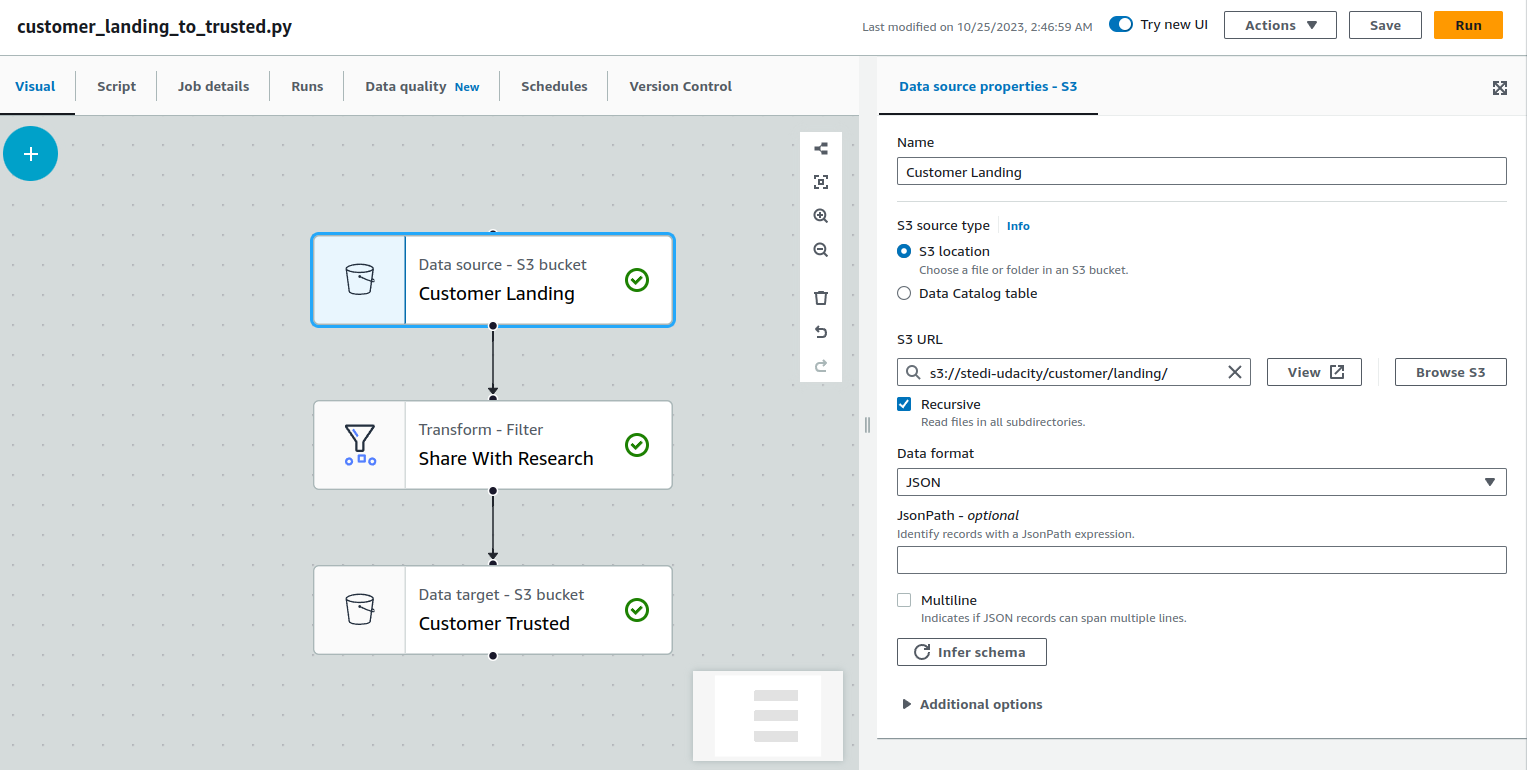 customer_landing_to_trusted.py
Last modified on 10/25/2023, 2:46:59 AM
Try new UI
Actions
Save
Run
Visual
Script
Job details
Runs
Data quality New
Schedules
Version Control
Data source - S3 bucket
Customer Landing
Transform - Filter
Share With Research
Data target - S3 bucket
Customer Trusted
Data source properties - S3
Name
Customer Landing
S3 source type
Info
S3 location
Choose a file or folder in an S3 bucket.
Data Catalog table
S3 URL
s3://stedi-udacity/customer/landing/
View
Browse S3
Recursive
Read files in all subdirectories.
Data format
JSON
JsonPath - optional
Identify records with a JsonPath expression.
Multiline
Indicates if JSON records can span multiple lines.
Infer schema
Additional options